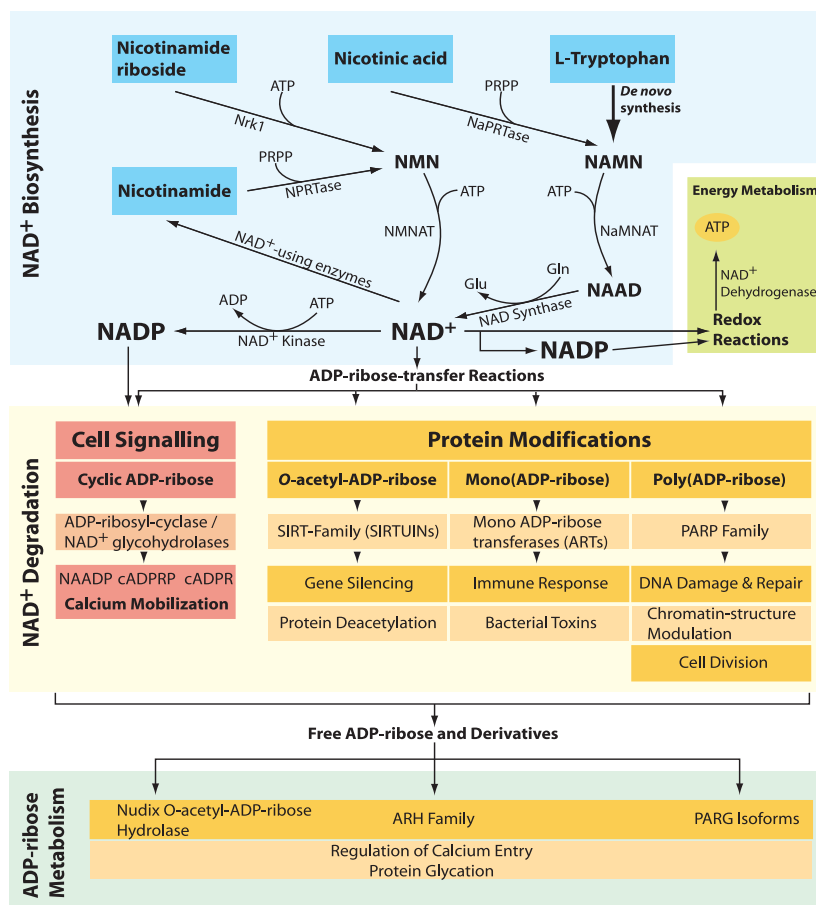 NAD+ Biosynthesis
Nicotinamide
riboside
Nicotinic acid
L-Tryptophan
ATP
Nrk1
PRPP
NaPRTase
De novo
synthesis
PRPP
NPRTase
NMN
NAMN
Nicotinamide
ATP
NMNAT
ATP
NaMNAT
NAD+-using enzymes
Energy Metabolism
ATP
NAD+
Dehydrogenase
Redox
Reactions
Glu
Gln
NAAD
NAD Synthase
ADP
ATP
NADP
NAD+ Kinase
NAD+
NADP
ADP-ribose-transfer Reactions
NAD+ Degradation
Cell Signalling
Cyclic ADP-ribose
ADP-ribosyl-cyclase /
NAD+ glycohydrolases
NAADP cADPRP cADPR
Calcium Mobilization
Protein Modifications
O-acetyl-ADP-ribose
SIRT-Family (SIRTUINs)
Gene Silencing
Protein Deacetylation
Mono(ADP-ribose)
Mono ADP-ribose
transferases (ARTs)
Immune Response
Bacterial Toxins
Poly(ADP-ribose)
PARP Family
DNA Damage & Repair
Chromatin-structure
Modulation
Cell Division
Free ADP-ribose and Derivatives
ADP-ribose
Metabolism
Nudix O-acetyl-ADP-ribose
Hydrolase
ARH Family
PARG Isoforms
Regulation of Calcium Entry
Protein Glycation